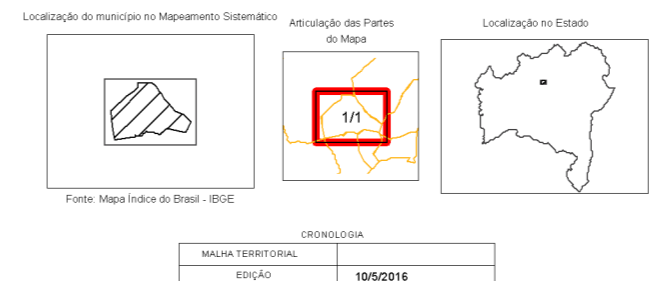 Localização do município no Mapeamento Sistemático
Articulação das Partes
do Mapa
Localização no Estado
1/1
Fonte: Mapa Índice do Brasil - IBGE
CRONOLOGIA
MALHA TERRITORIAL
EDIÇÃO 10/5/2016